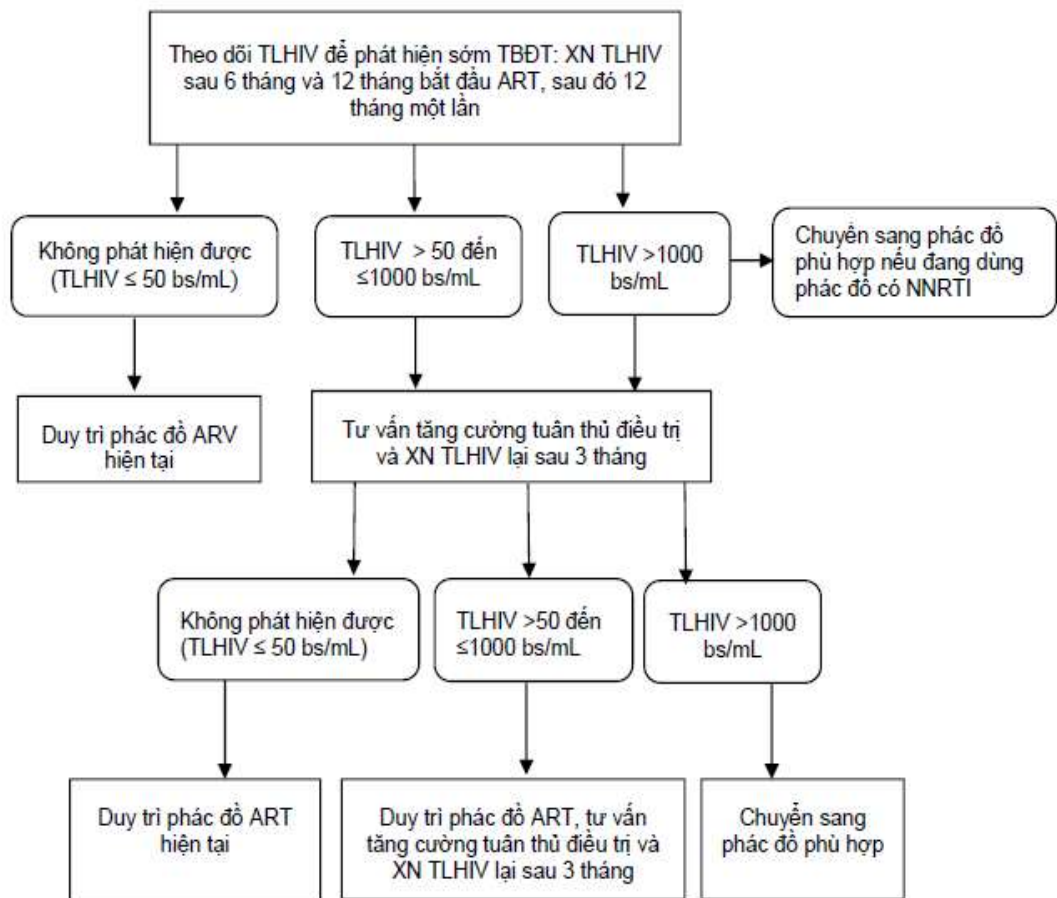 Theo dõi TLHIV để phát hiện sớm TBĐT: XN TLHIV
sau 6 tháng và 12 tháng bắt đầu ART, sau đó 12
tháng một lần
Không phát hiện được
(TLHIV ≤ 50 bs/mL)
TLHIV > 50 đến
≤1000 bs/mL
TLHIV >1000
bs/mL
Chuyển sang phác đồ
phù hợp nếu đang dùng
phác đồ có NNRTI
Duy trì phác đồ ARV
hiện tại
Tư vấn tăng cường tuân thủ điều trị
và XN TLHIV lại sau 3 tháng
Không phát hiện được
(TLHIV ≤ 50 bs/mL)
TLHIV >50 đến
≤1000 bs/mL
TLHIV >1000
bs/mL
Duy trì phác đồ ART
hiện tại
Duy trì phác đồ ART, tư vấn
tăng cường tuân thủ điều trị và
XN TLHIV lại sau 3 tháng
Chuyển sang
phác đồ phù hợp